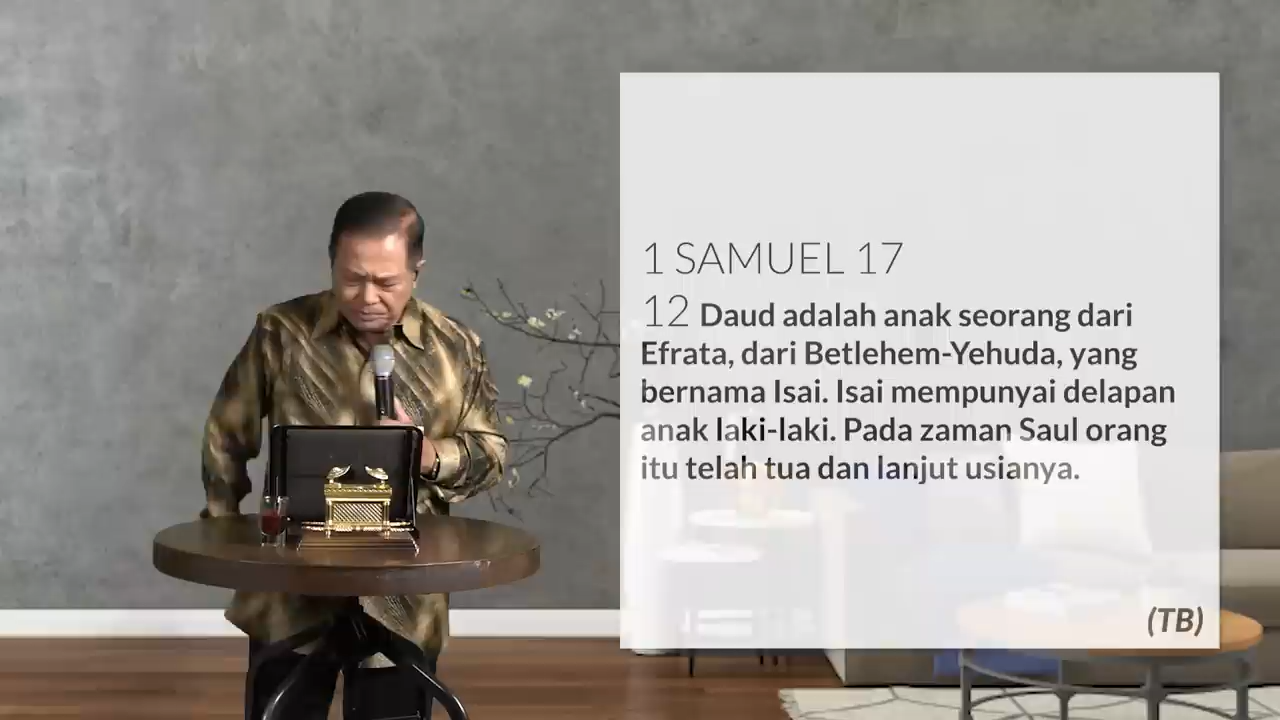 1 SAMUEL 17
12 Daud adalah anak seorang dari
Efrata, dari Betlehem-Yehuda, yang
bernama Isai. Isai mempunyai delapan
anak laki-laki. Pada zaman Saul orang
itu telah tua dan lanjut usianya.
(TB)